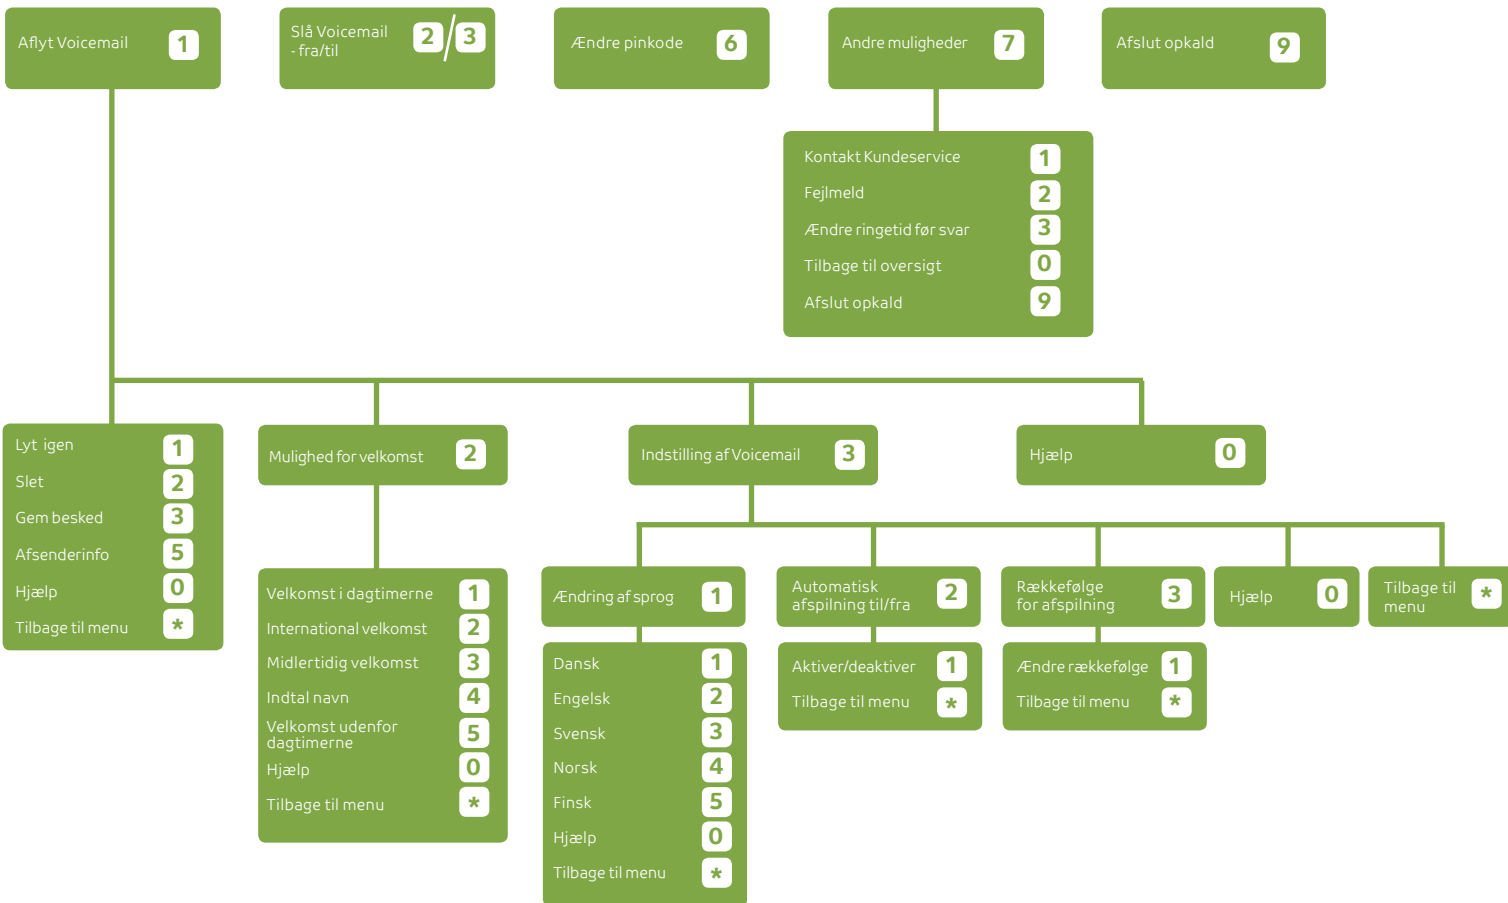 Aflyt Voicemail 1
Slå Voicemail
- fra/til 2/3
Ændre pinkode 6
Andre muligheder 7
Afslut opkald 9
Kontakt Kundeservice 1
Fejlmeld 2
Ændre ringetid før svar 3
Tilbage til oversigt 0
Afslut opkald 9
Lyt igen 1
Slet 2
Gem besked 3
Afsenderinfo 5
Hjælp 0
Tilbage til menu *
Mulighed for velkomst 2
Velkomst i dagtimerne 1
International velkomst 2
Midlertidig velkomst 3
Indtal navn 4
Velkomst udenfor
dagtimerne 5
Hjælp 0
Tilbage til menu *
Indstilling af Voicemail 3
Ændring af sprog 1
Dansk 1
Engelsk 2
Svensk 3
Norsk 4
Finsk 5
Hjælp 0
Tilbage til menu *
Automatisk
afspilning til/fra 2
Aktiver/deaktiver 1
Tilbage til menu *
Rækkefølge
for afspilning 3
Ændre rækkefølge 1
Tilbage til menu *
Hjælp 0
Tilbage til
menu *
Hjælp 0